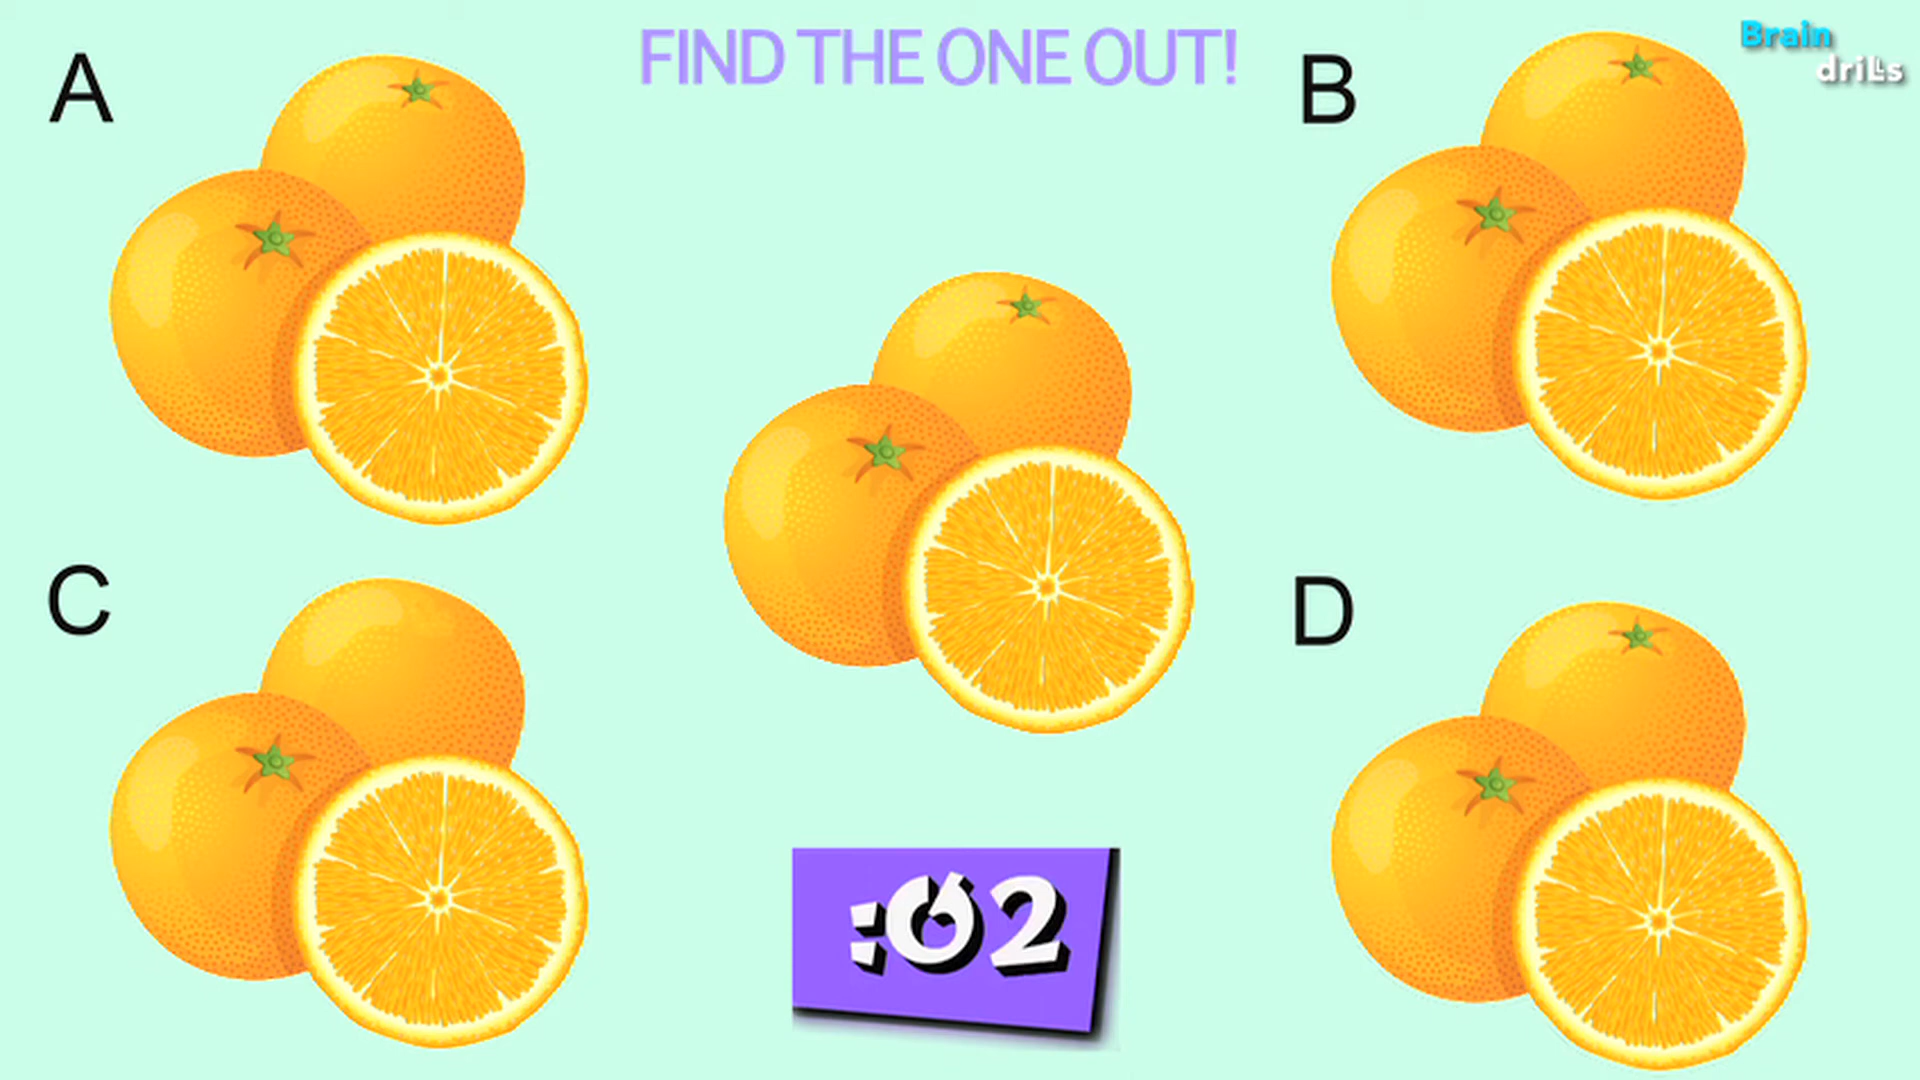 FIND THE ONE OUT!
Brain
drills
A
B
C
D
:02